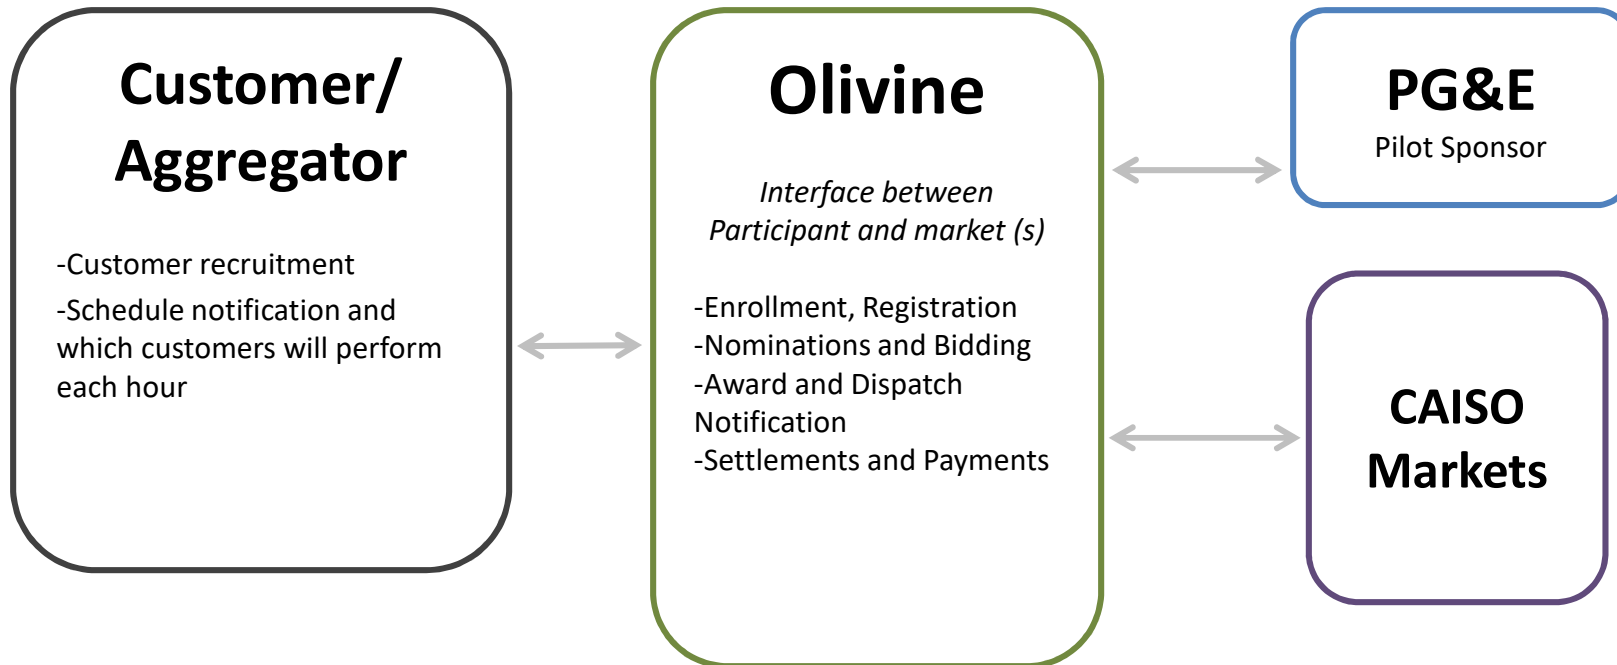 Customer/
Aggregator
-Customer recruitment
-Schedule notification and
which customers will perform
each hour
Olivine
Interface between
Participant and market (s)
-Enrollment, Registration
-Nominations and Bidding
-Award and Dispatch
Notification
-Settlements and Payments
PG&E
Pilot Sponsor
CAISO
Markets